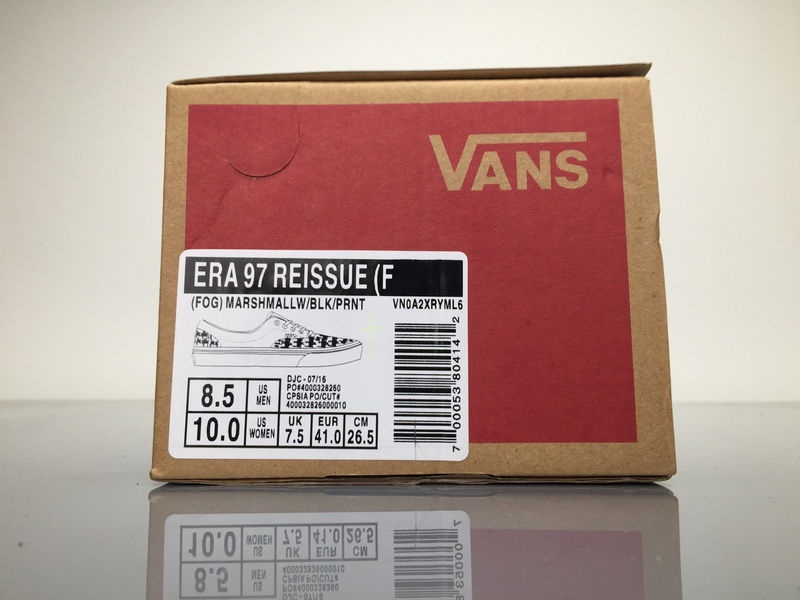 VANS
ERA 97 REISSUE (F
(FOG) MARSHMALLW/BLK/PRNT VN0A2XRYML6
DJC - 07/16
PO#4000328260
CPSIA PO/CUT#
400032826000010
8.5 US MEN
10.0 US WOMEN
UK 7.5
EUR 41.0
CM 26.5
7 00053 80414 2